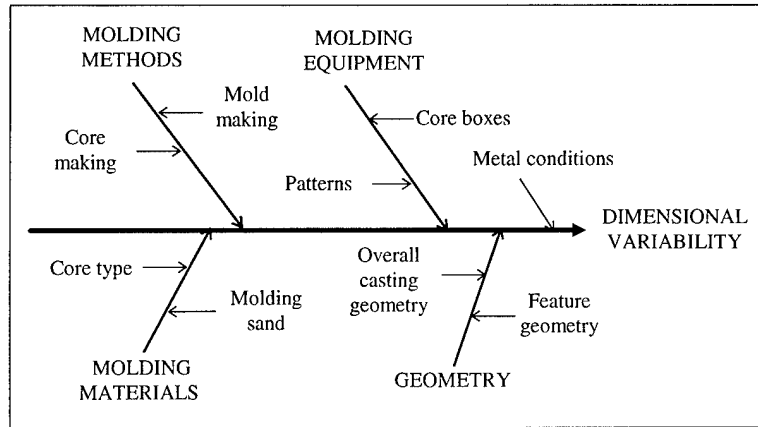 MOLDING
METHODS
Mold
making
Core
making
MOLDING
EQUIPMENT
Core boxes
Patterns
Metal conditions
DIMENSIONAL
VARIABILITY
Core type
Molding
sand
MOLDING
MATERIALS
Overall
casting
geometry
Feature
geometry
GEOMETRY